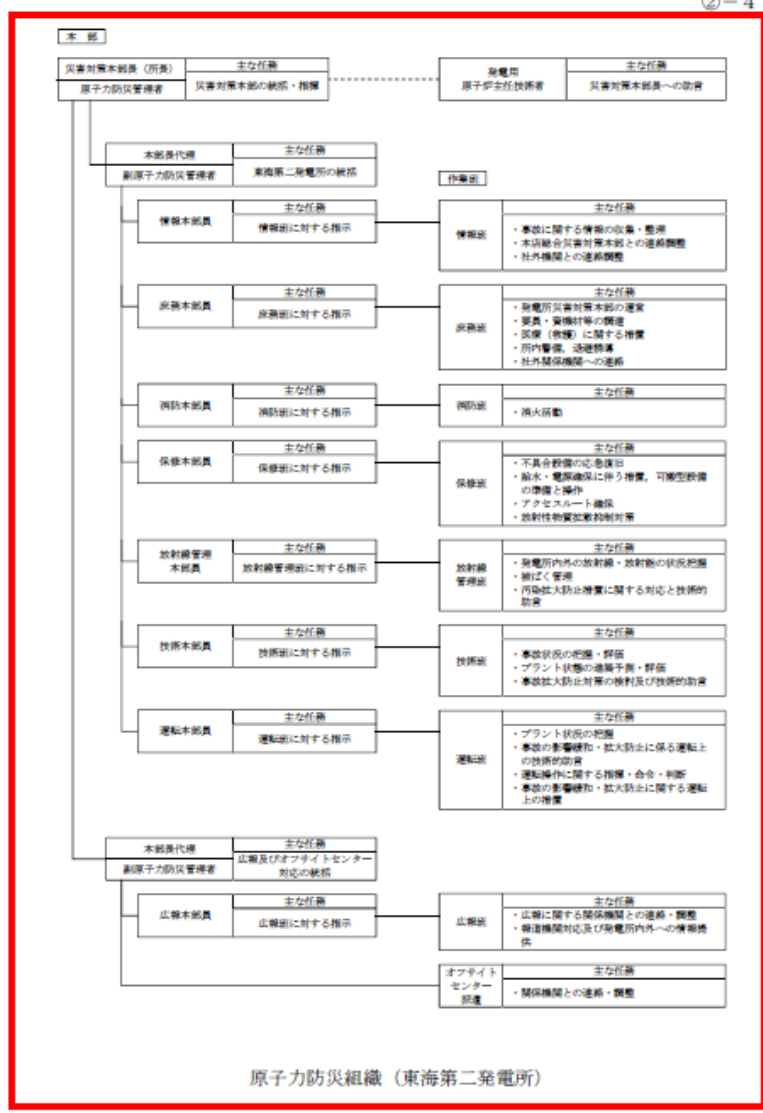 ②－4
本 部
災害対策本部長（所長）
原子力防災管理者
主な任務
災害対策本部の統括・指揮
発電用
原子炉主任技術者
主な任務
災害対策本部長への助言
本部長代理
副原子力防災管理者
主な任務
東海第二発電所の統括
作業班
情報本部員
主な任務
情報班に対する指示
情報班
主な任務
・事故に関する情報の収集・整理
・本店総合災害対策本部との連絡調整
・社外機関との連絡調整
庶務本部員
主な任務
庶務班に対する指示
庶務班
主な任務
・発電所災害対策本部の運営
・要員・資機材等の調達
・医療（救護）に関する措置
・所内警備，退避誘導
・社外関係機関への連絡
消防本部員
主な任務
消防班に対する指示
消防班
主な任務
・消火活動
保修本部員
主な任務
保修班に対する指示
保修班
主な任務
・不具合設備の応急復旧
・給水・電源確保に伴う措置，可搬型設備
の準備と操作
・アクセスルート確保
・放射性物質拡散抑制対策
放射線管理
本部員
主な任務
放射線管理班に対する指示
放射線
管理班
主な任務
・発電所内外の放射線・放射能の状況把握
・被ばく管理
・汚染拡大防止措置に関する対応と技術的
助言
技術本部員
主な任務
技術班に対する指示
技術班
主な任務
・事故状況の把握・評価
・プラント状態の進展予測・評価
・事故拡大防止対策の検討及び技術的助言
運転本部員
主な任務
運転班に対する指示
運転班
主な任務
・プラント状況の把握
・事故の影響緩和・拡大防止に係る運転上
の技術的助言
・運転操作に関する指揮・命令・判断
・事故の影響緩和・拡大防止に関する運転
上の措置
本部長代理
副原子力防災管理者
主な任務
広報及びオフサイトセンター
対応の統括
広報本部員
主な任務
広報班に対する指示
広報班
主な任務
・広報に関する関係機関との連絡・調整
・報道機関対応及び発電所内外への情報提
供
オフサイト
センター
派遣
主な任務
・関係機関との連絡・調整
原子力防災組織（東海第二発電所）